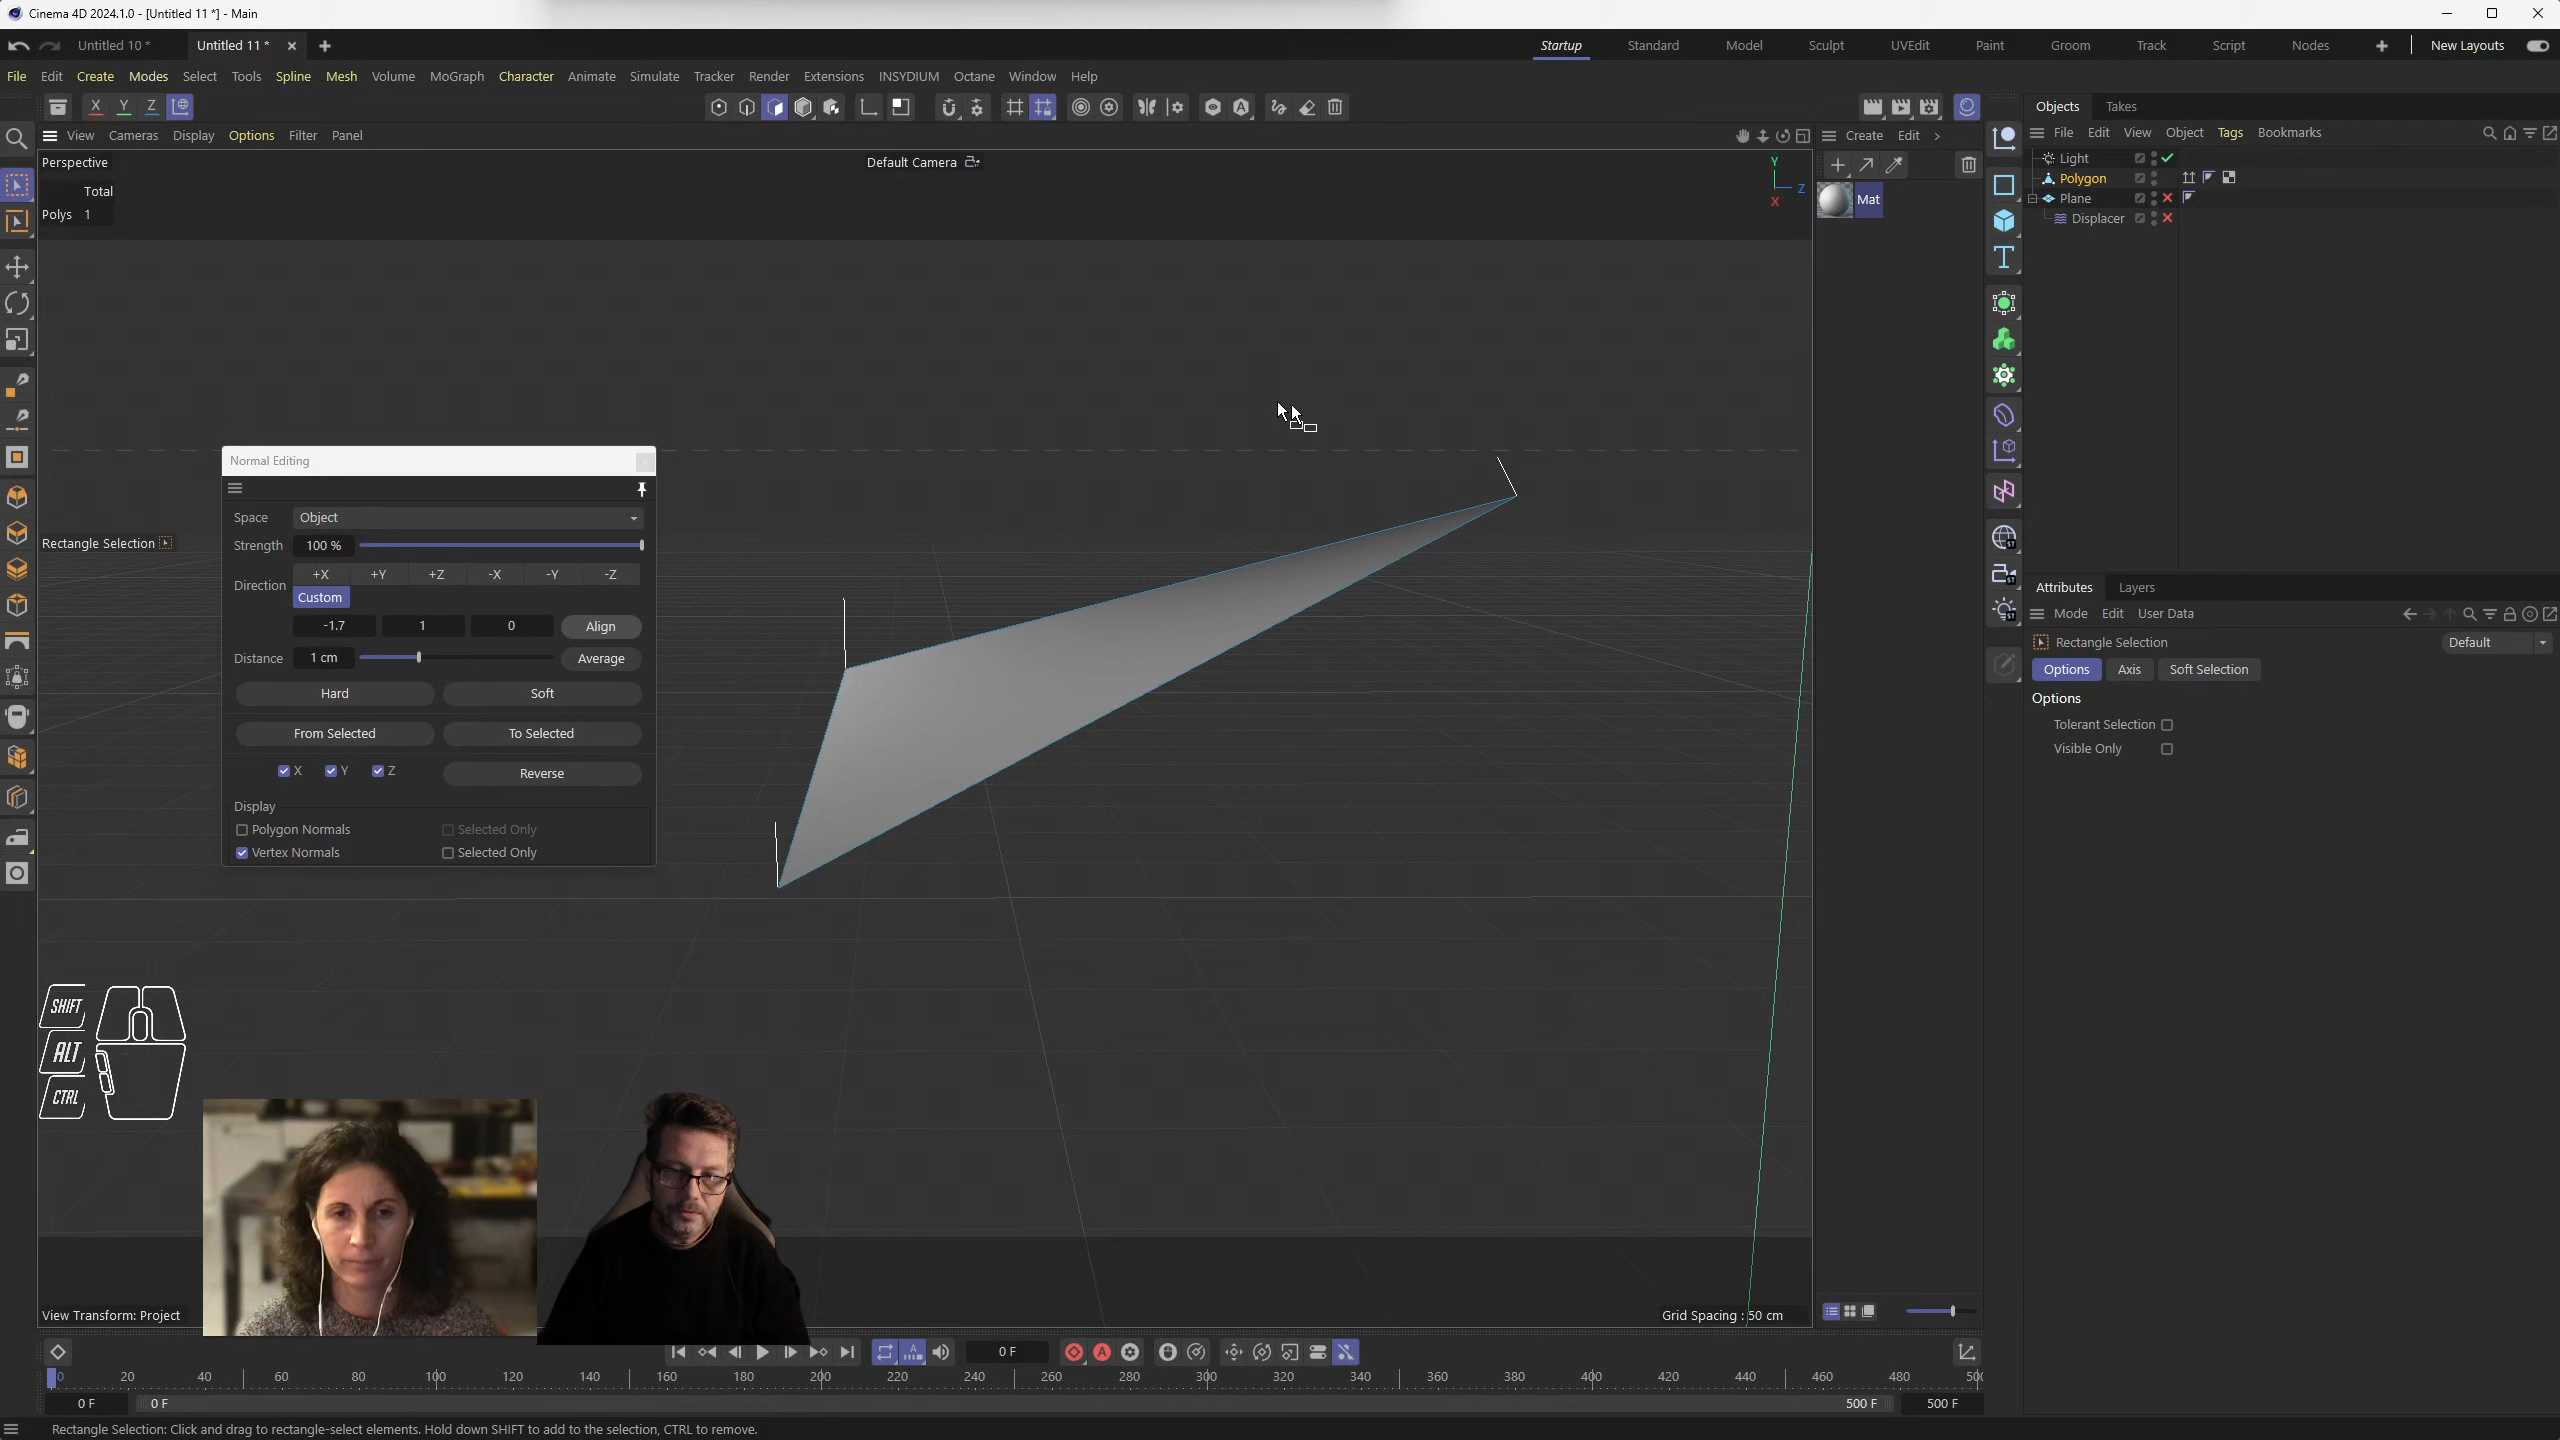 Cinema 4D 2024.1.0 - [Untitled 11 *] - Main
Untitled 10 *
Untitled 11 *
Startup
Standard
Model
Sculpt
UVEdit
Paint
Groom
Track
Script
Nodes
New Layouts
File Edit Create Modes Select Tools Spline Mesh Volume MoGraph Character Animate Simulate Tracker Render Extensions INSYDIUM Octane Window Help
X Y Z
View Cameras Display Options Filter Panel
Create Edit
Objects
Takes
File Edit View Object Tags Bookmarks
Perspective
Default Camera
Y
Z
X
Total
Polys 1
Mat
Light
Polygon
Plane
Displacer
Normal Editing
Space Object
Strength 100 %
Direction +X +Y +Z -X -Y -Z
Custom
-1.7 1 0 Align
Distance 1 cm Average
Hard Soft
From Selected To Selected
X Y Z Reverse
Display
Polygon Normals Selected Only
Vertex Normals Selected Only
Rectangle Selection
Attributes
Layers
Mode Edit User Data
Rectangle Selection
Default
Options Axis Soft Selection
Options
Tolerant Selection
Visible Only
SHIFT
ALT
CTRL
View Transform: Project
Grid Spacing : 50 cm
0 F
0 20 40 60 80 100 120 140 160 180 200 220 240 260 280 300 320 340 360 380 400 420 440 460 480
0 F 0 F 500 F 500 F
Rectangle Selection: Click and drag to rectangle-select elements. Hold down SHIFT to add to the selection, CTRL to remove.